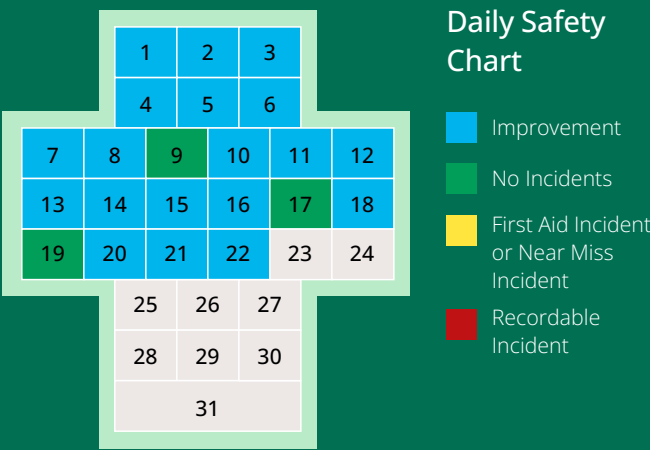 Daily Safety
Chart
1 2 3
4 5 6
7 8 9 10 11 12
13 14 15 16 17 18
19 20 21 22 23 24
25 26 27
28 29 30
31
Improvement
No Incidents
First Aid Incident
or Near Miss
Incident
Recordable
Incident